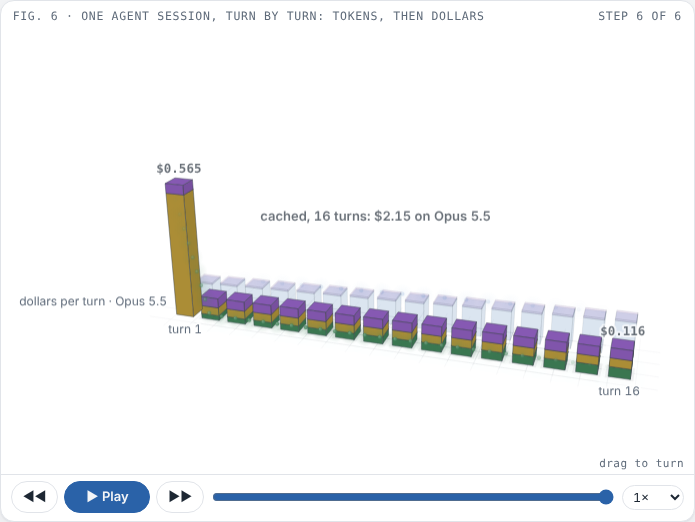 FIG. 6 · ONE AGENT SESSION, TURN BY TURN: TOKENS, THEN DOLLARS
STEP 6 OF 6
$0.565
cached, 16 turns: $2.15 on Opus 5.5
dollars per turn · Opus 5.5
turn 1
$0.116
turn 16
drag to turn
Play
1×